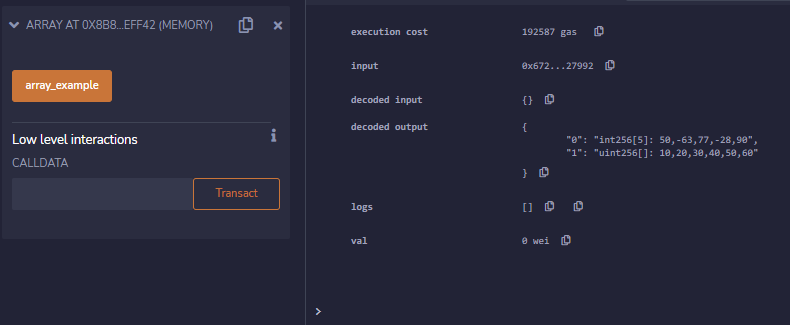 ARRAY AT 0X8B8...EFF42 (MEMORY)
array_example
Low level interactions
CALLDATA
Transact
execution cost 192587 gas
input 0x672...27992
decoded input {}
decoded output {
"0": "int256[5]: 50,-63,77,-28,90",
"1": "uint256[]: 10,20,30,40,50,60"
}
logs []
val 0 wei
>